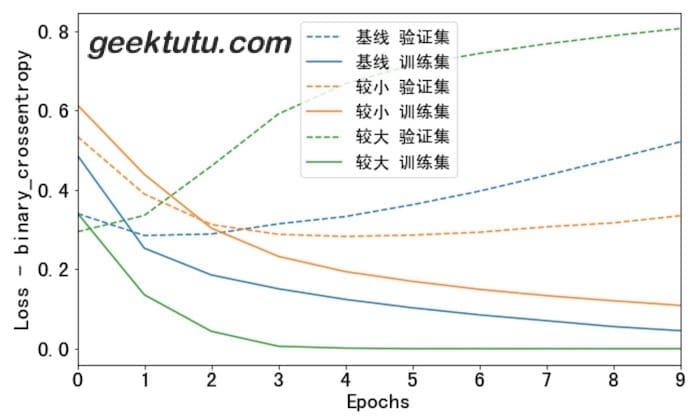 geektutu.com
基线 验证集
基线 训练集
较小 验证集
较小 训练集
较大 验证集
较大 训练集
Loss - binary_crossentropy
0.8
0.6
0.4
0.2
0.0
0 1 2 3 4 5 6 7 8 9
Epochs